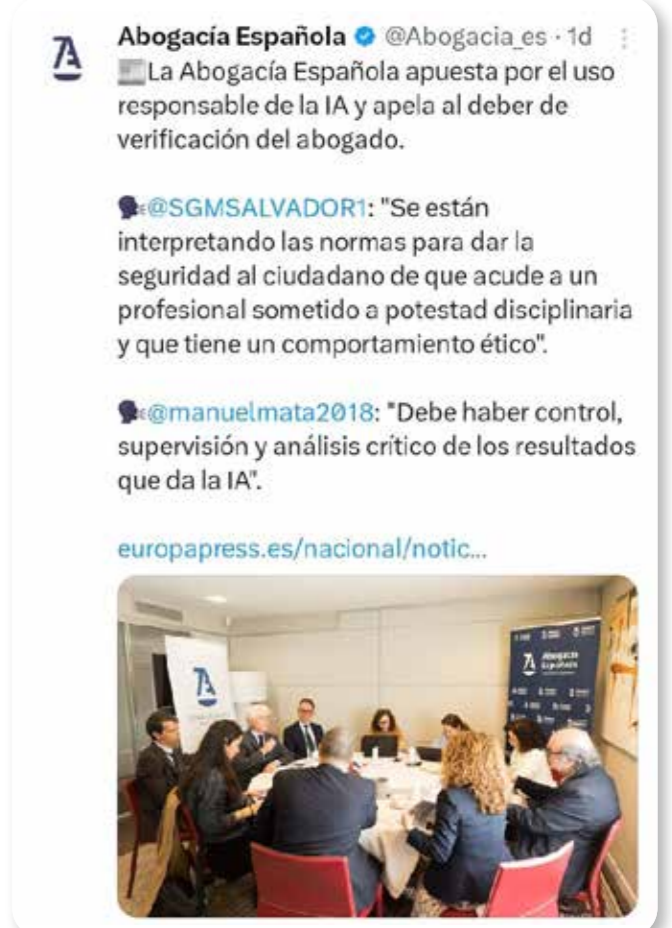 Abogacía Española @Abogacia_es · 1d
La Abogacía Española apuesta por el uso
responsable de la IA y apela al deber de
verificación del abogado.
@SGMSALVADOR1: "Se están
interpretando las normas para dar la
seguridad al ciudadano de que acude a un
profesional sometido a potestad disciplinaria
y que tiene un comportamiento ético".
@manuelmata2018: "Debe haber control,
supervisión y análisis crítico de los resultados
que da la IA".
europapress.es/nacional/notic...
Abogacía
Española